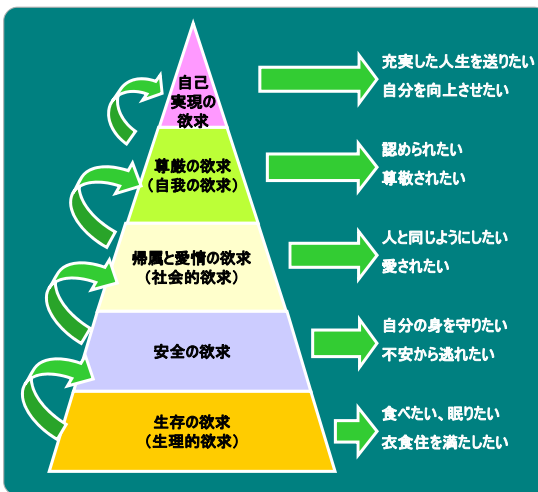 自己
実現の
欲求
充実した人生を送りたい
自分を向上させたい
尊厳の欲求
（自我の欲求）
認められたい
尊敬されたい
帰属と愛情の欲求
（社会的欲求）
人と同じようにしたい
愛されたい
安全の欲求
自分の身を守りたい
不安から逃れたい
生存の欲求
（生理的欲求）
食べたい、眠りたい
衣食住を満たしたい